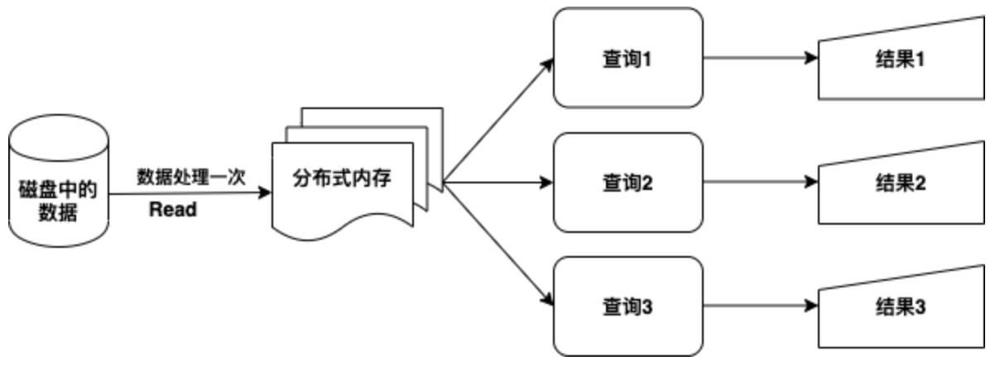 磁盘中的
数据
数据处理一次
Read
分布式内存
查询1
结果1
查询2
结果2
查询3
结果3